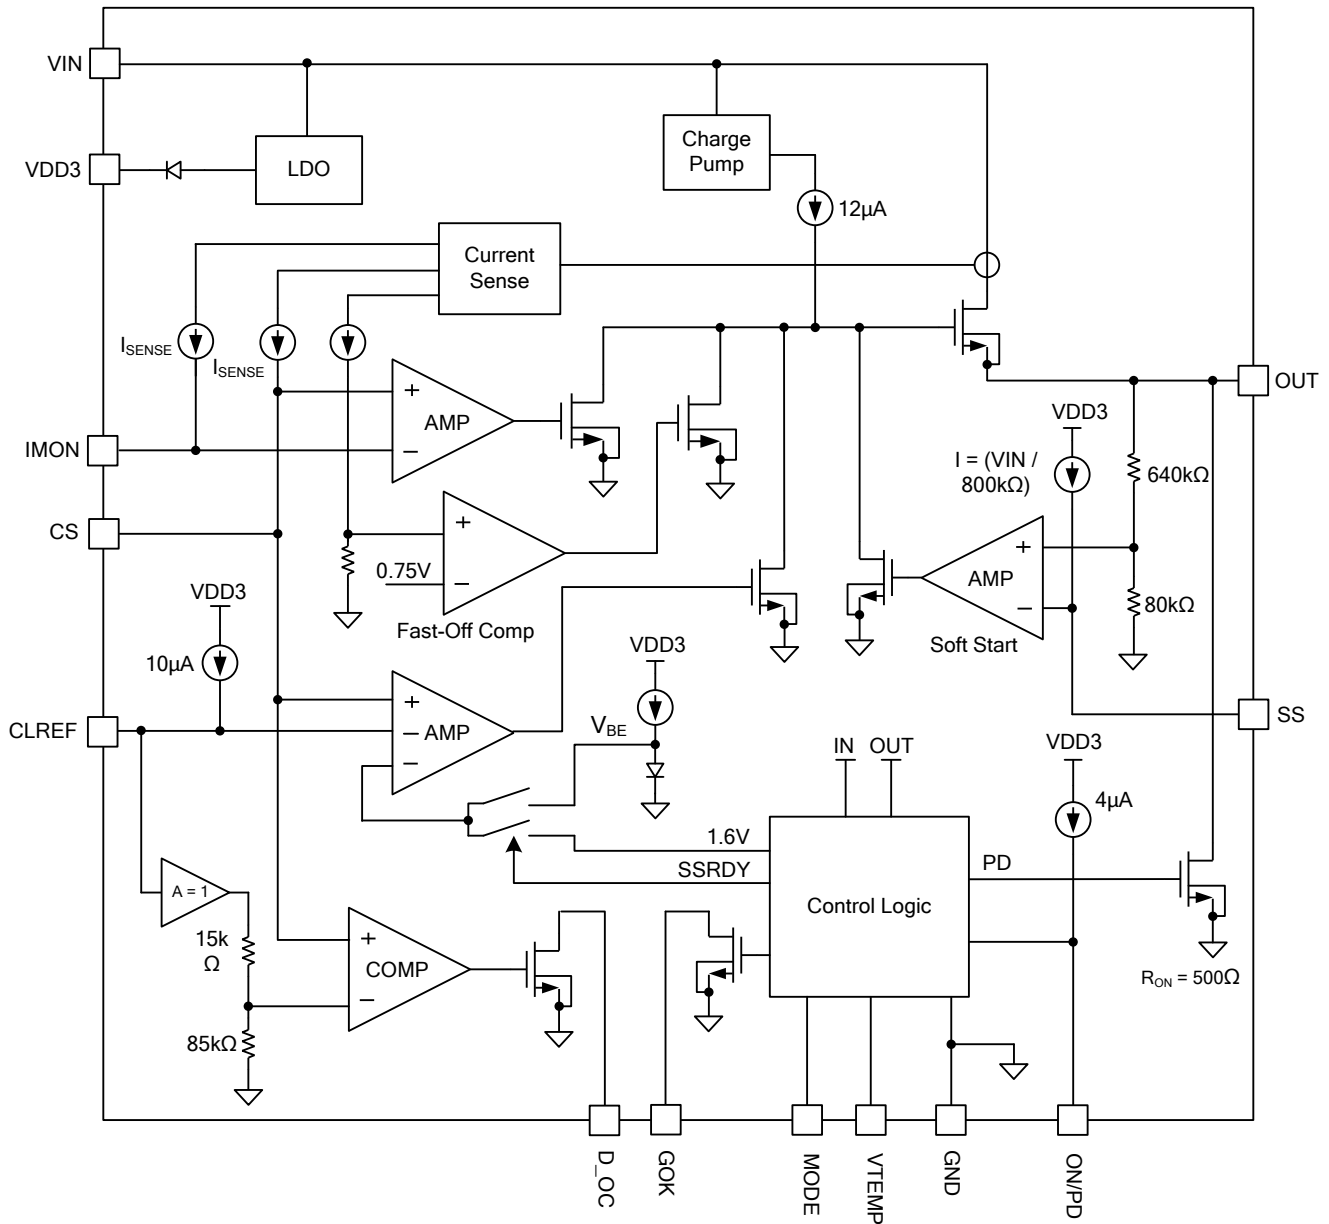 VIN
VDD3
LDO
Charge
Pump
12µA
Current
Sense
ISENSE
ISENSE
AMP
+
−
IMON
CS
OUT
VDD3
I = (VIN /
800kΩ)
640kΩ
80kΩ
+
−
AMP
Soft Start
+
−
0.75V
Fast-Off Comp
VDD3
10µA
CLREF
+
−
−
AMP
VDD3
VBE
SS
IN
OUT
VDD3
4µA
1.6V
SSRDY
Control Logic
PD
A = 1
15k
Ω
85kΩ
+
−
COMP
RON = 500Ω
D_OC
GOK
MODE
VTEMP
GND
ON/PD